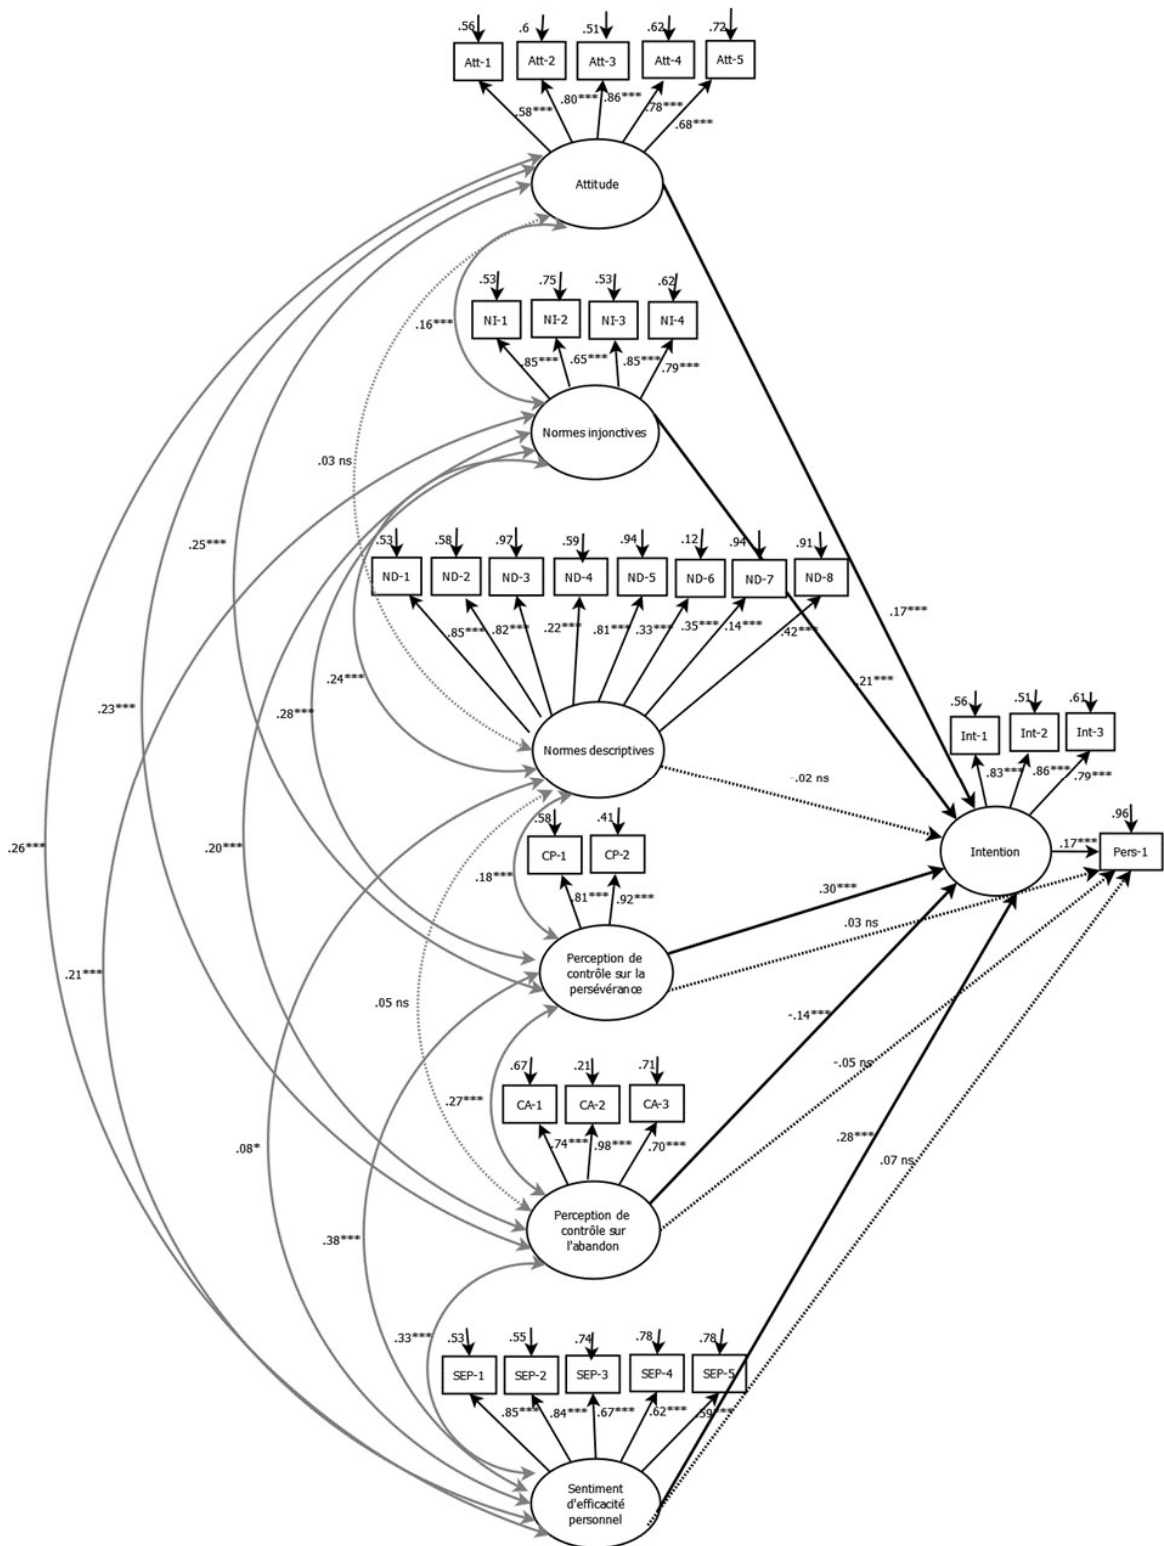 .56 .6 .51 .62 .72
Att-1 Att-2 Att-3 Att-4 Att-5
.58*** .80*** .86*** .78*** .68***
Attitude
.53 .75 .53 .62
NI-1 NI-2 NI-3 NI-4
.16***
.85*** .65*** .85*** .79***
Normes injonctives
.03 ns
.53 .58 .97 .59 .94 .12 .94 .91
.25***
ND-1 ND-2 ND-3 ND-4 ND-5 ND-6 ND-7 ND-8
.17***
.85*** .82*** .22*** .81*** .33*** .35*** .14*** .42***
.24*** .21***
.23*** .28***
.56 .51 .61
Int-1 Int-2 Int-3
Normes descriptives
-.02 ns
.83*** .86*** .79***
.58 .41 .96
.26*** .20***
CP-1 CP-2
Intention .17*** Pers-1
.18***
.81*** .92*** .30***
.03 ns
Perception de
contrôle sur la
persévérance
.21***
.05 ns
-.14***
.67 .21 .71
-.05 ns
CA-1 CA-2 CA-3
.27***
.74*** .98*** .70***
.28***
.08* .07 ns
Perception de
contrôle sur
l'abandon
.38***
.33*** .53 .55 .74 .78 .78
SEP-1 SEP-2 SEP-3 SEP-4 SEP-5
.85*** .84*** .67*** .62*** .59***
Sentiment
d'efficacité
personnel